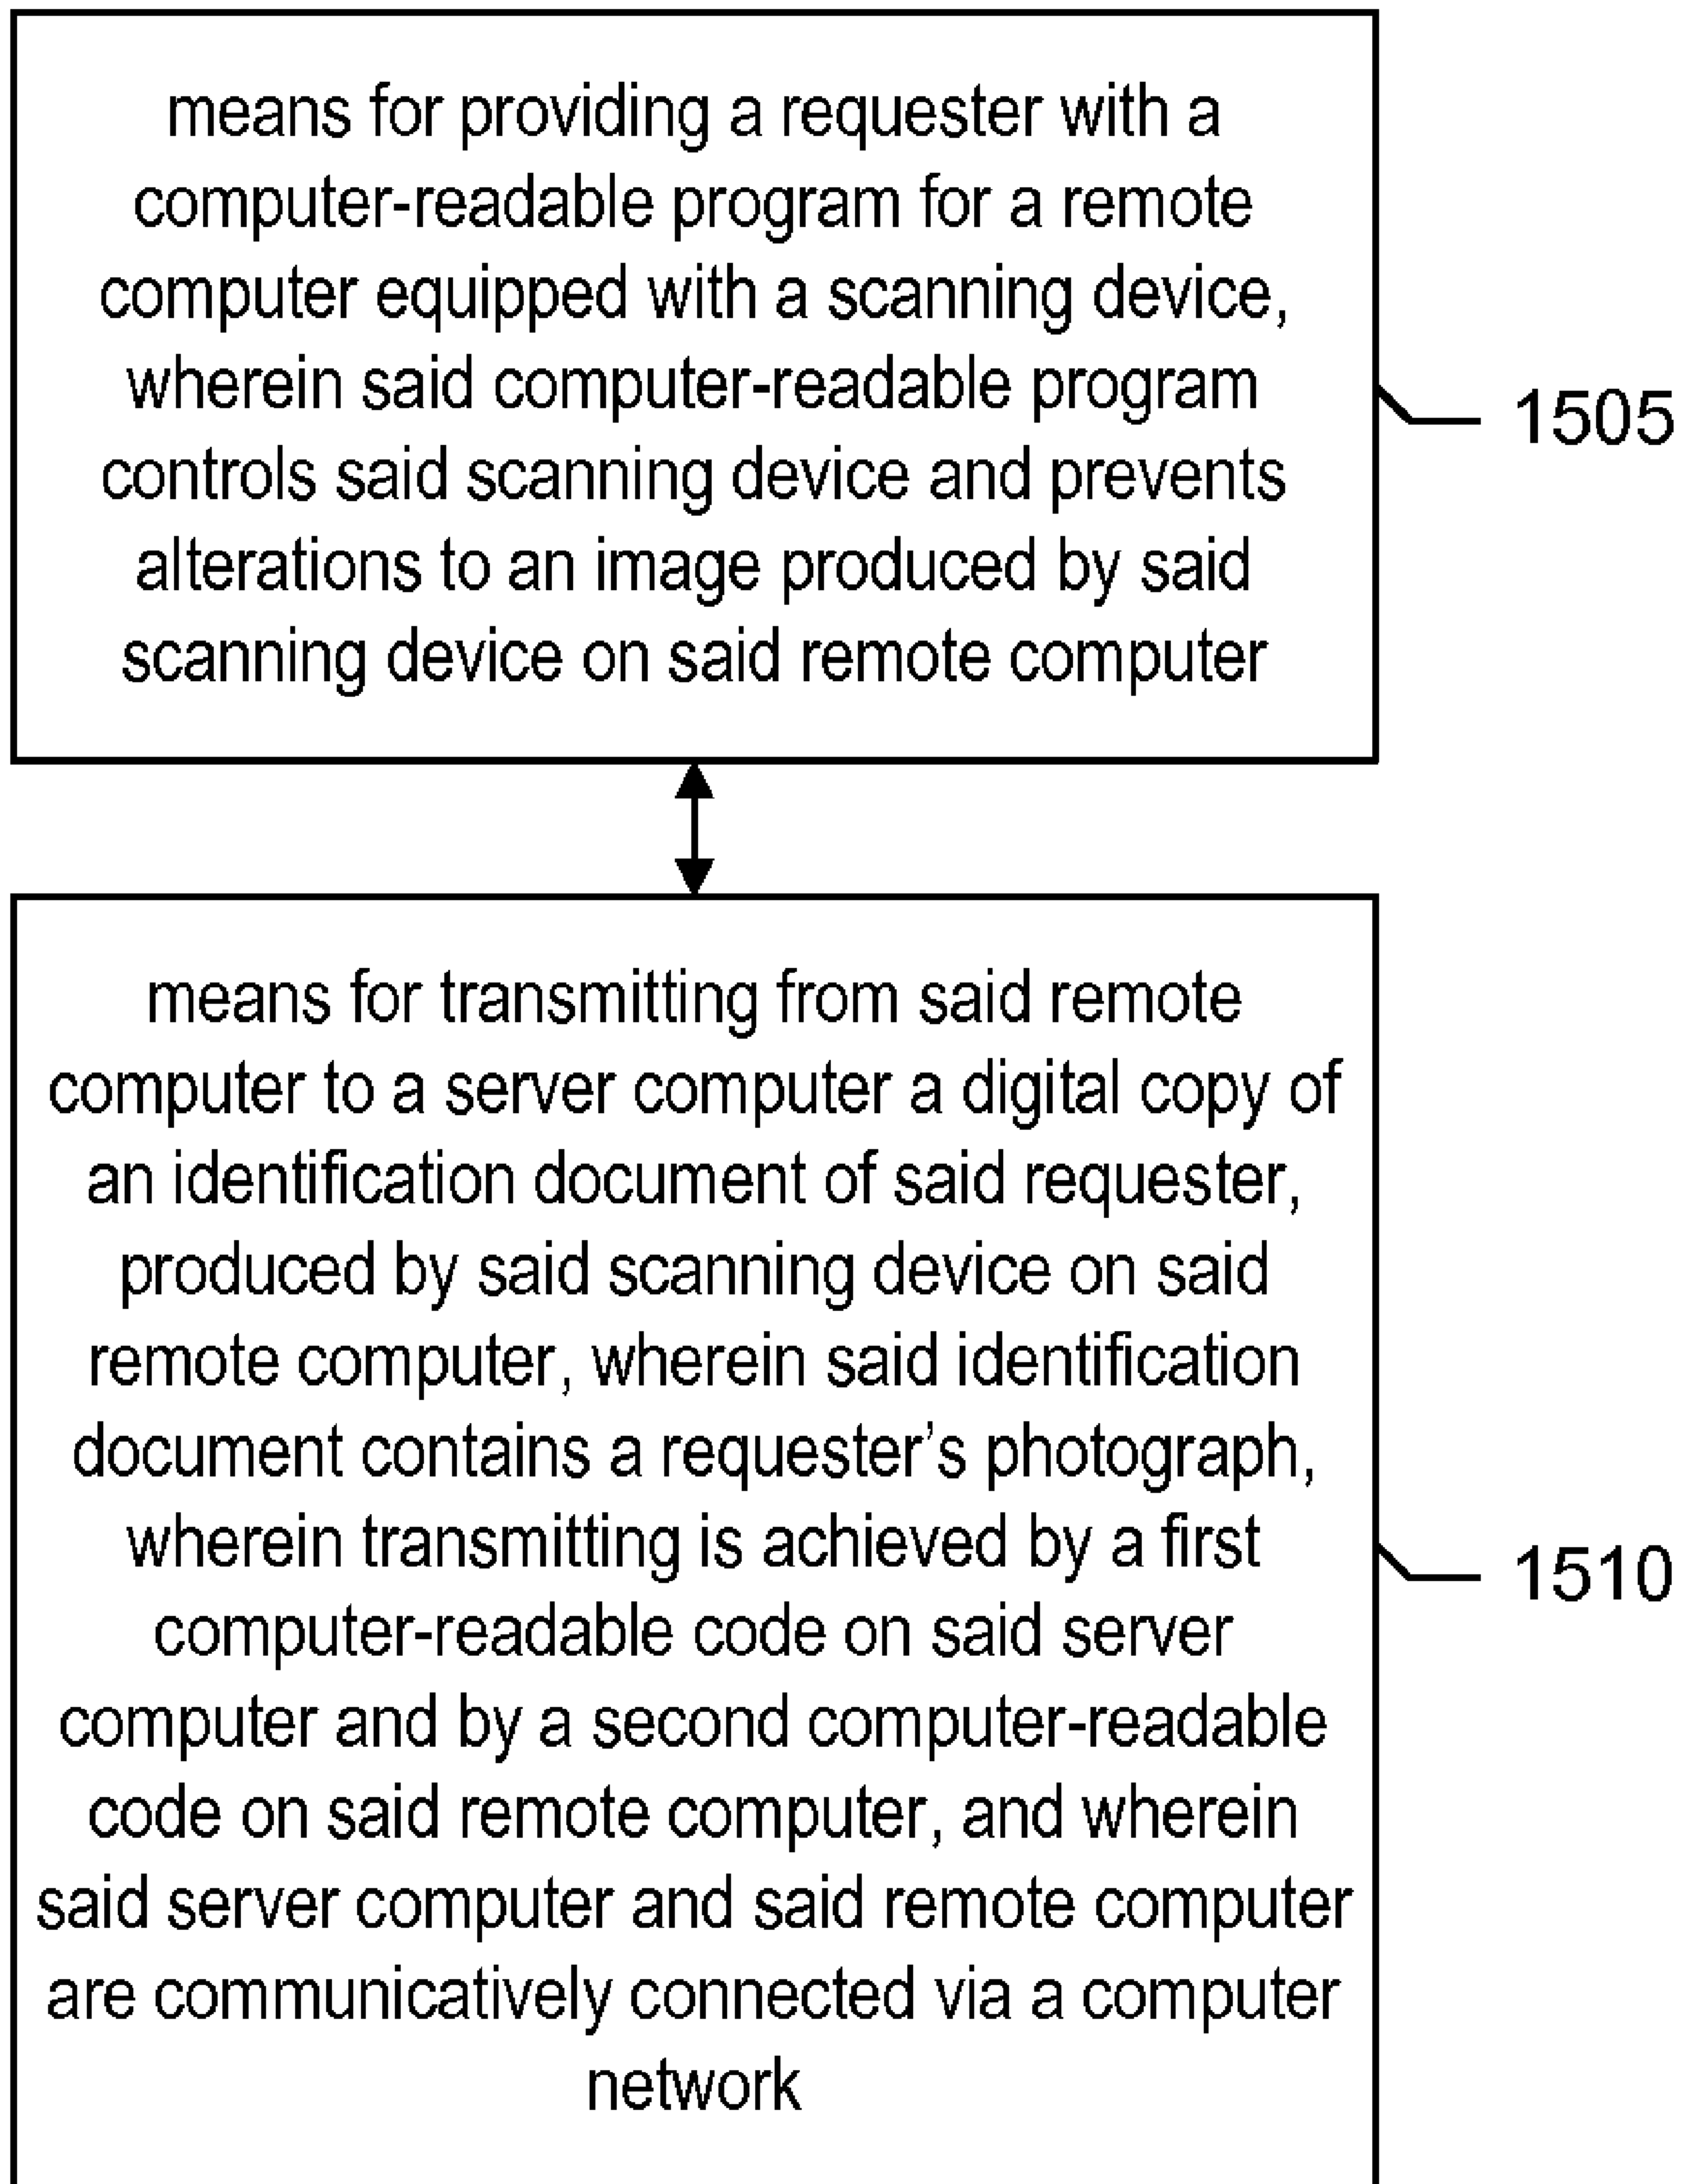 means for providing a requester with a
computer-readable program for a remote
computer equipped with a scanning device,
wherein said computer-readable program
controls said scanning device and prevents
alterations to an image produced by said
scanning device on said remote computer
1505
means for transmitting from said remote
computer to a server computer a digital copy of
an identification document of said requester,
produced by said scanning device on said
remote computer, wherein said identification
document contains a requester’s photograph,
wherein transmitting is achieved by a first
computer-readable code on said server
computer and by a second computer-readable
code on said remote computer, and wherein
said server computer and said remote computer
are communicatively connected via a computer
network
1510